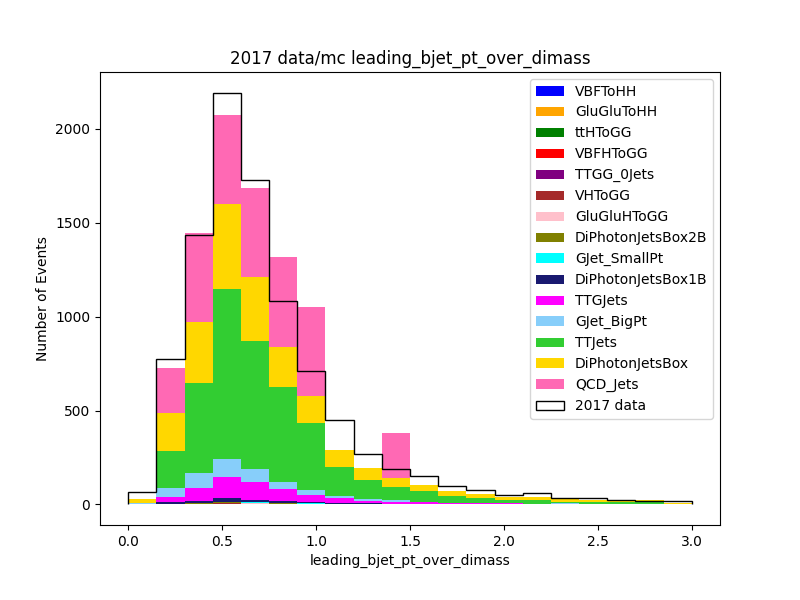 2017 data/mc leading_bjet_pt_over_dimass
VBFToHH
GluGluToHH
ttHToGG
VBFHToGG
TTGG_0Jets
VHToGG
GluGluHToGG
DiPhotonJetsBox2B
GJet_SmallPt
DiPhotonJetsBox1B
TTGJets
GJet_BigPt
TTJets
DiPhotonJetsBox
QCD_Jets
2017 data
Number of Events
2000
1500
1000
500
0
0.0 0.5 1.0 1.5 2.0 2.5 3.0
leading_bjet_pt_over_dimass